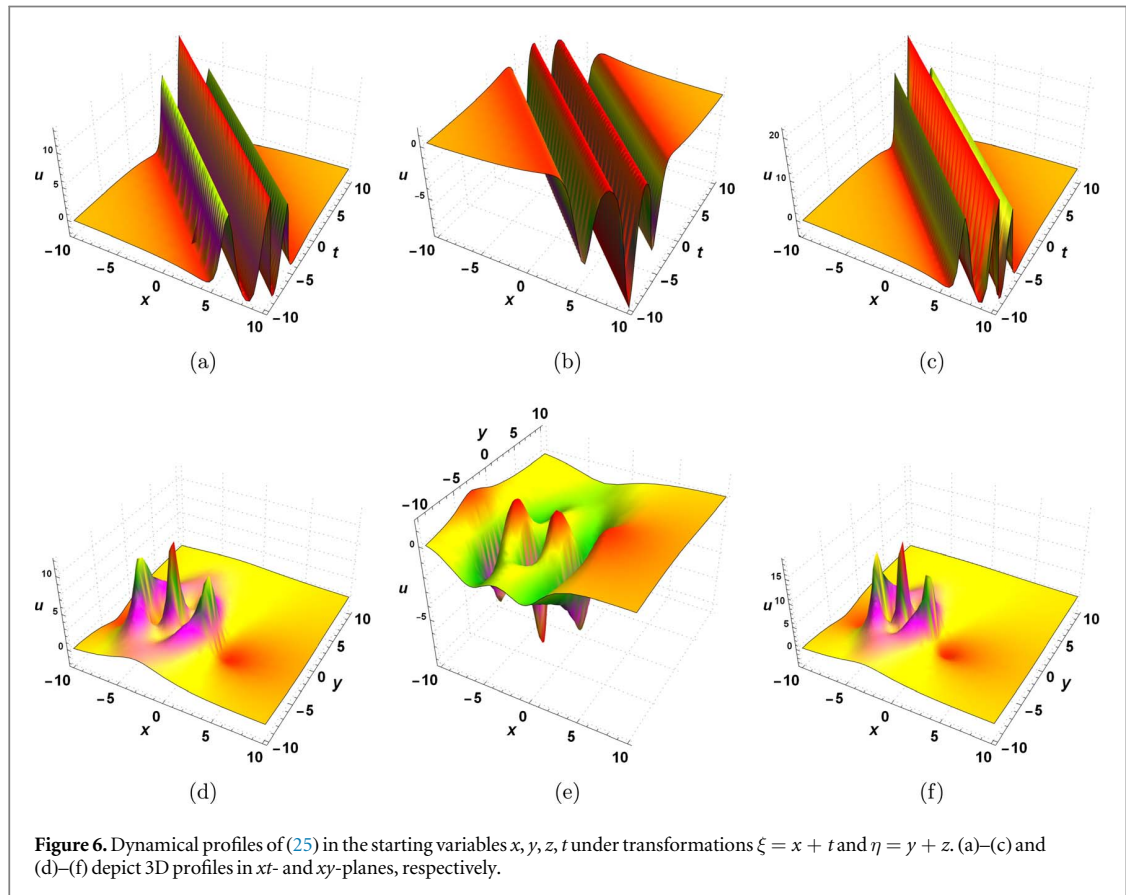 10
5
0
u
-10
-5
0
x
5
10
-10
-5
0
t
5
10
(a)
0
-5
u
-10
-5
0
x
5
10
-10
-5
0
t
5
10
(b)
20
10
0
u
-10
-5
0
x
5
10
-10
-5
0
t
5
10
(c)
10
5
0
u
-10
-5
0
x
5
10
-10
-5
0
y
5
10
(d)
10
5
y
0
-5
-10
0
u
-5
-10
-5
0
x
5
10
(e)
15
10
5
0
u
-10
-5
0
x
5
10
-10
-5
0
y
5
10
(f)
Figure 6. Dynamical profiles of (25) in the starting variables x, y, z, t under transformations ξ = x + t and η = y + z. (a)–(c) and
(d)–(f) depict 3D profiles in xt- and xy-planes, respectively.